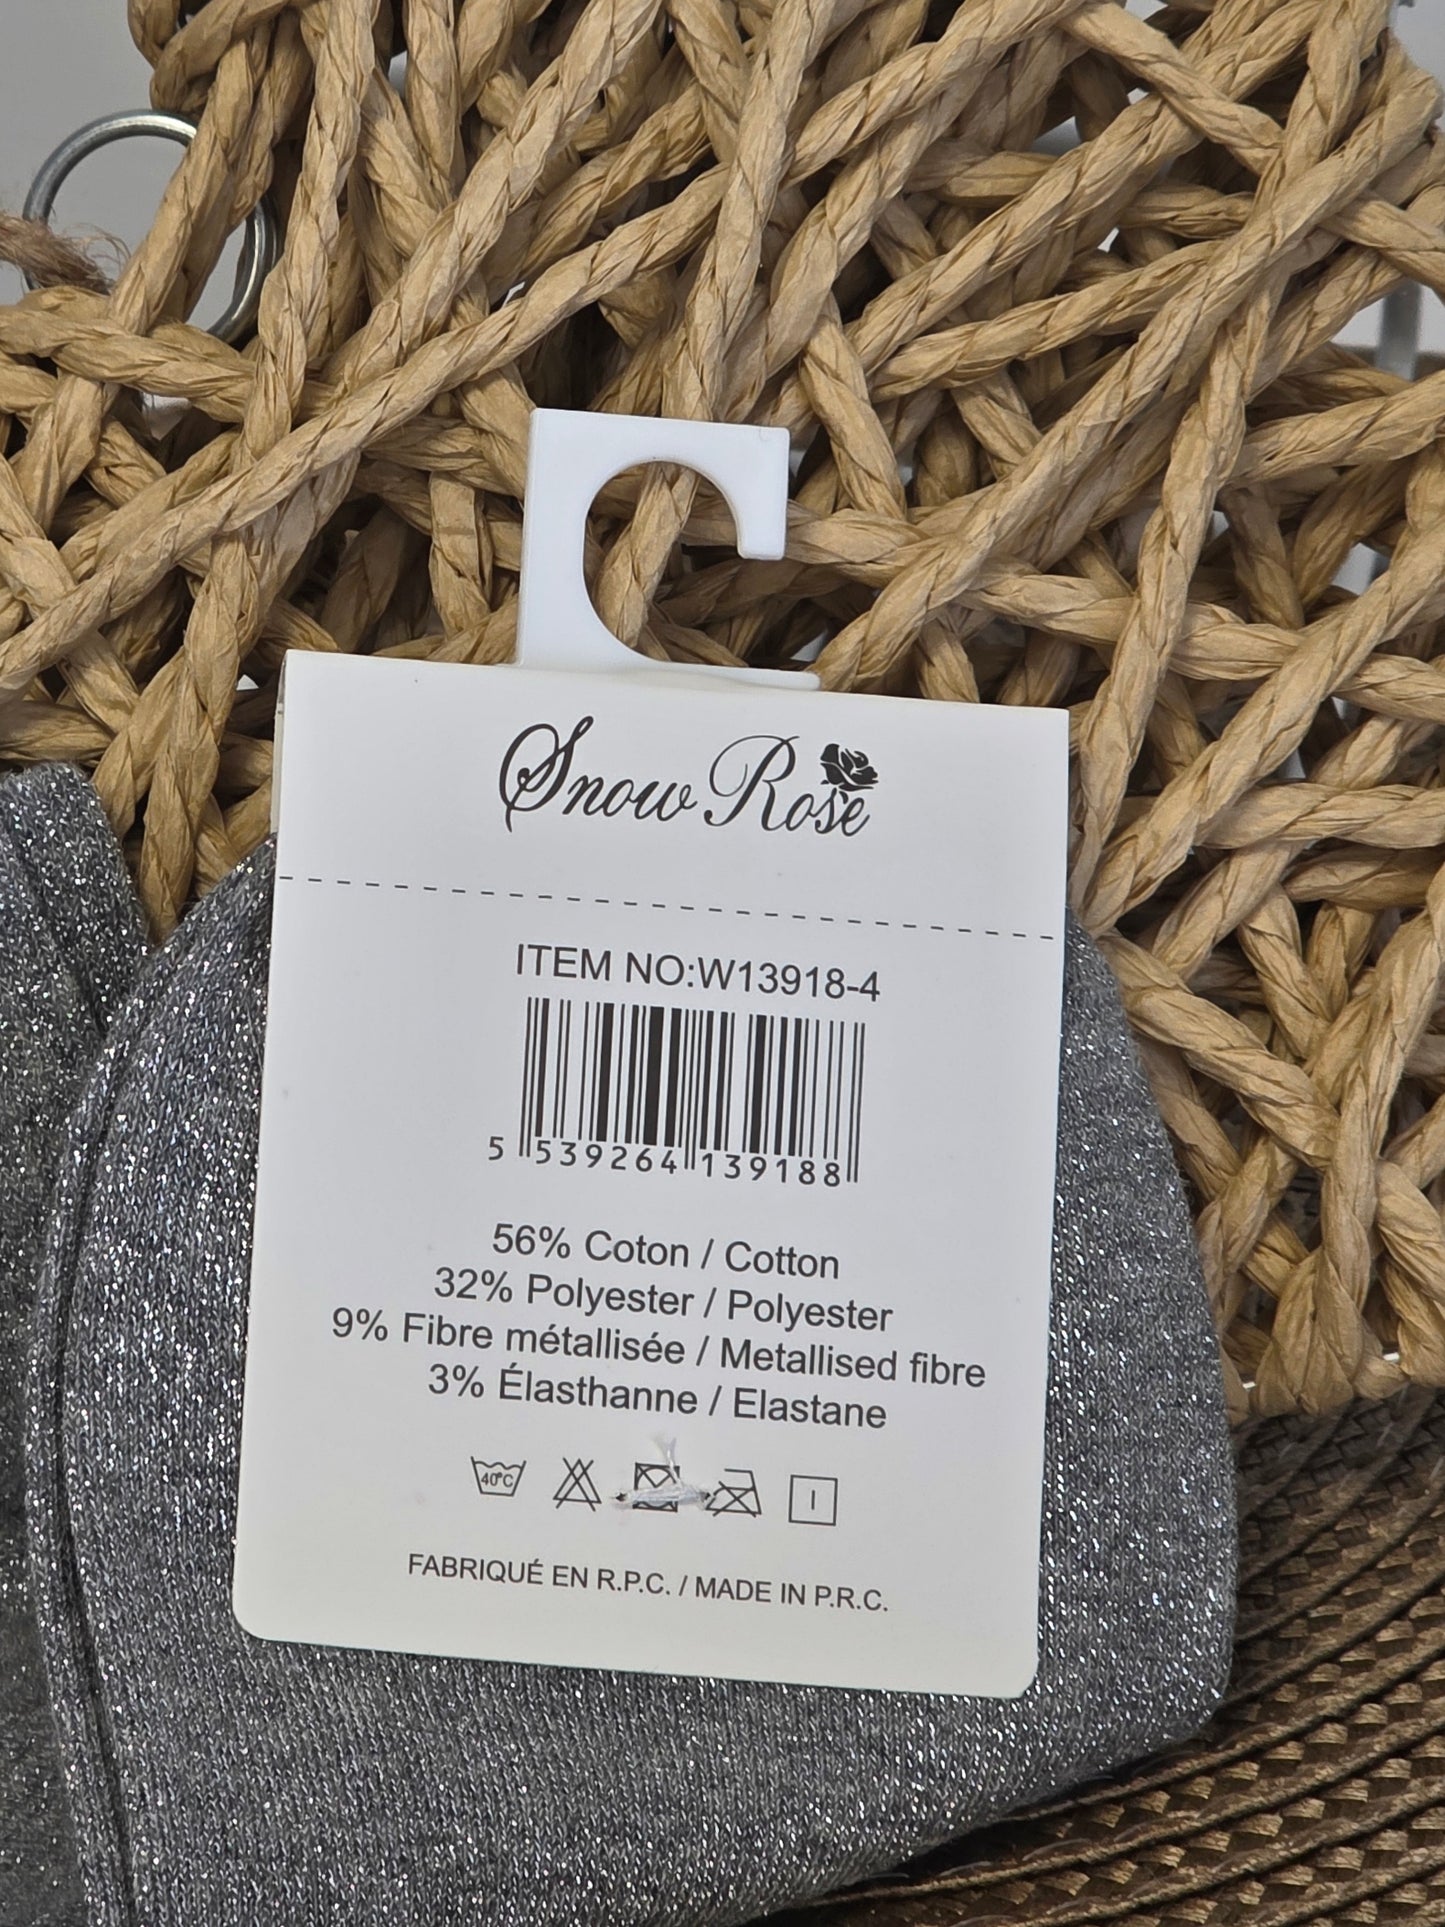 Snow Rose
ITEM NO:W13918-4
5 539264 139188
56% Coton / Cotton
32% Polyester / Polyester
9% Fibre métallisée / Metallised fibre
3% Élasthanne / Elastane
40°C
FABRIQUÉ EN R.P.C. / MADE IN P.R.C.